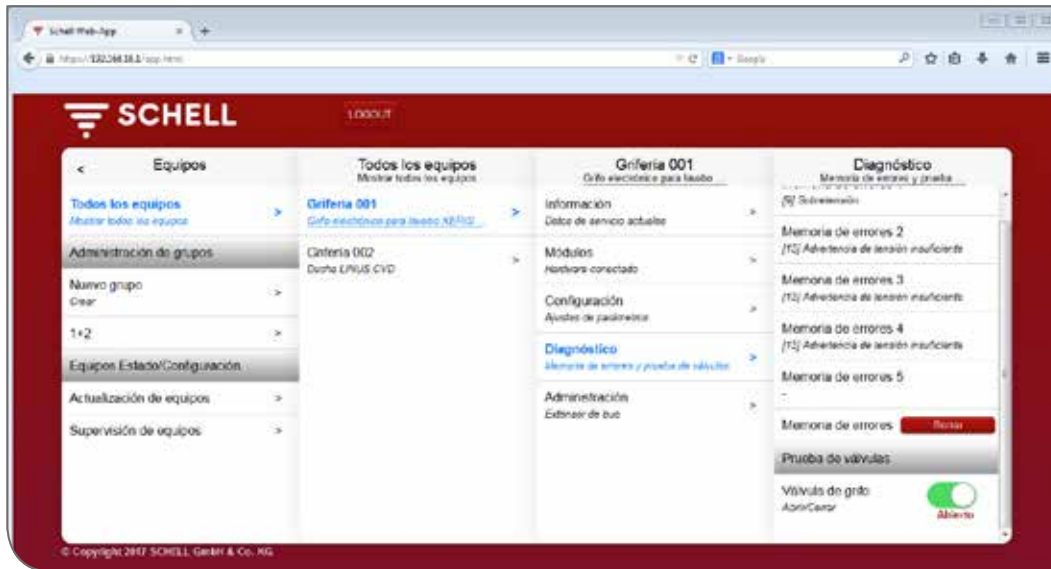 Schell Web-App
Google
SCHELL
LOGOUT
< Equipos
Todos los equipos >
Mostrar todos los equipos
Administración de grupos
Nuevo grupo >
Crear
1+2 >
Equipos Estado/Configuración
Actualización de equipos >
Supervisión de equipos >
Todos los equipos
Mostrar todos los equipos
Grifería 001 >
Grifo electrónico para lavabo XERIS ...
Grifería 002 >
Ducha LINUS CVD
Grifería 001
Grifo electrónico para lavabo
Información >
Datos de servicio actuales
Módulos >
Hardware conectado
Configuración >
Ajustes de parámetros
Diagnóstico >
Memoria de errores y prueba de válvulas
Administración >
Extensor de bus
Diagnóstico
Memoria de errores y prueba
[9] Sobretensión
Memoria de errores 2
[12] Advertencia de tensión insuficiente
Memoria de errores 3
[12] Advertencia de tensión insuficiente
Memoria de errores 4
[12] Advertencia de tensión insuficiente
Memoria de errores 5
-
Memoria de errores Borrar
Prueba de válvulas
Válvula de grifo
Abrir/Cerrar
Abierto
© Copyright 2017 SCHELL GmbH & Co. KG